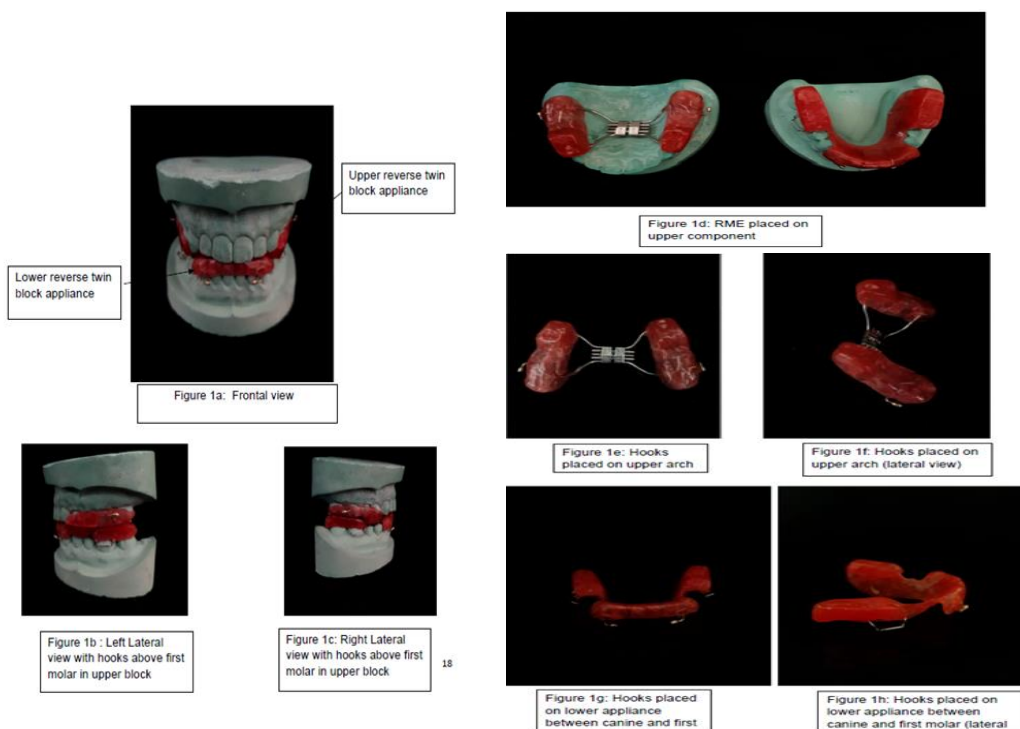 Upper reverse twin
block appliance
Lower reverse twin
block appliance
Figure 1a: Frontal view
Figure 1b : Left Lateral
view with hooks above first
molar in upper block
Figure 1c: Right Lateral
view with hooks above first
molar in upper block
18
Figure 1d: RME placed on
upper component
Figure 1e: Hooks
placed on upper arch
Figure 1f: Hooks placed on
upper arch (lateral view)
Figure 1g: Hooks placed
on lower appliance
between canine and first
Figure 1h: Hooks placed on
lower appliance between
canine and first molar (lateral